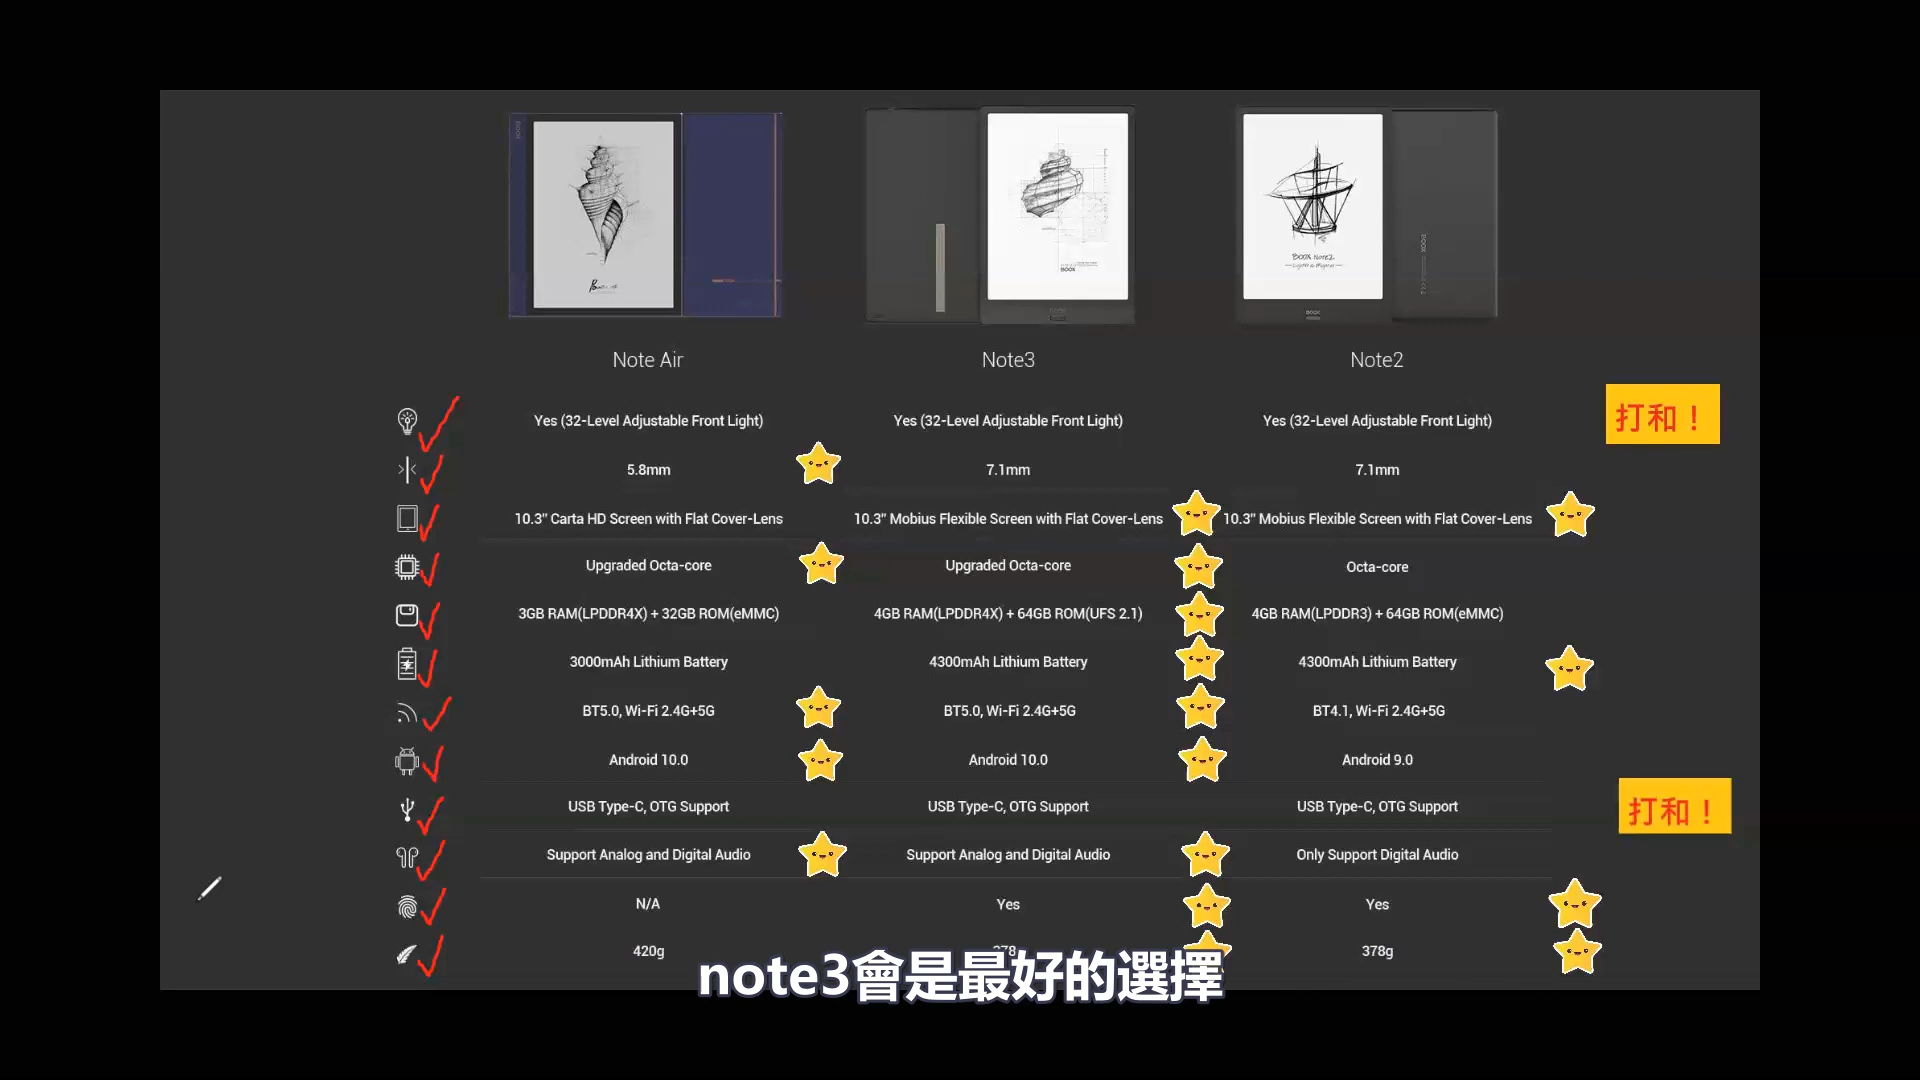 BOOX
BOOX
BOOX Note2
BOOX
BOOX
Note Air
Note3
Note2
Yes (32-Level Adjustable Front Light)
Yes (32-Level Adjustable Front Light)
Yes (32-Level Adjustable Front Light)
打和！
5.8mm
7.1mm
7.1mm
10.3" Carta HD Screen with Flat Cover-Lens
10.3" Mobius Flexible Screen with Flat Cover-Lens
10.3" Mobius Flexible Screen with Flat Cover-Lens
Upgraded Octa-core
Upgraded Octa-core
Octa-core
3GB RAM(LPDDR4X) + 32GB ROM(eMMC)
4GB RAM(LPDDR4X) + 64GB ROM(UFS 2.1)
4GB RAM(LPDDR3) + 64GB ROM(eMMC)
3000mAh Lithium Battery
4300mAh Lithium Battery
4300mAh Lithium Battery
BT5.0, Wi-Fi 2.4G+5G
BT5.0, Wi-Fi 2.4G+5G
BT4.1, Wi-Fi 2.4G+5G
Android 10.0
Android 10.0
Android 9.0
USB Type-C, OTG Support
USB Type-C, OTG Support
USB Type-C, OTG Support
打和！
Support Analog and Digital Audio
Support Analog and Digital Audio
Only Support Digital Audio
N/A
Yes
Yes
420g
378
378g
note3會是最好的選擇